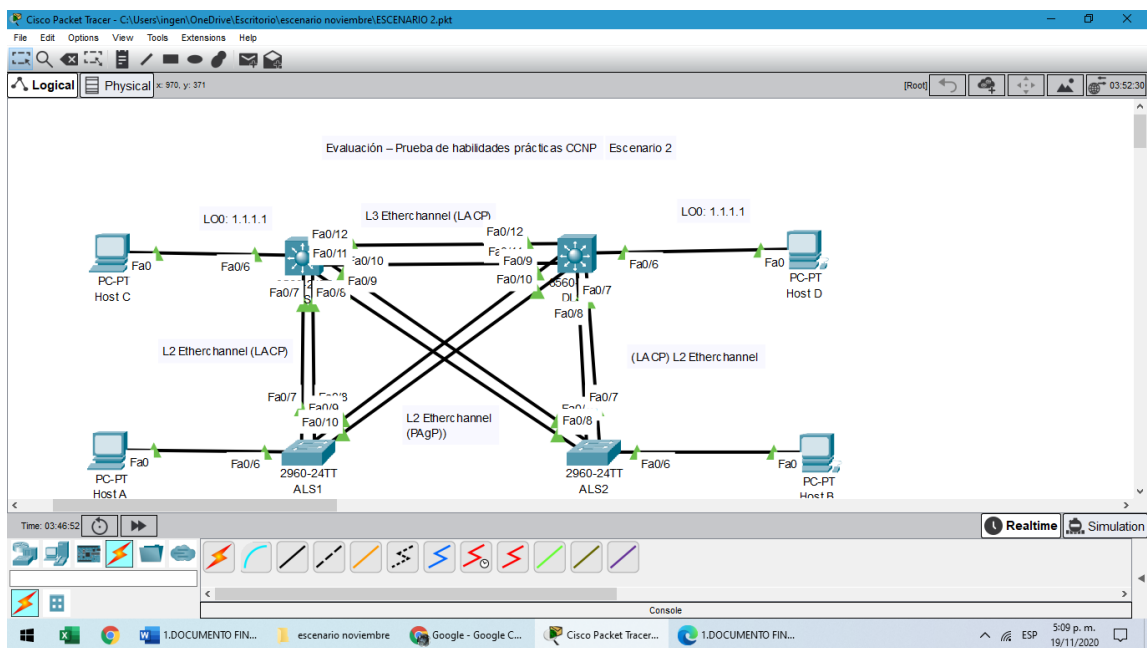 Cisco Packet Tracer - C:\Users\ingen\OneDrive\Escritorio\escenario noviembre\ESCENARIO 2.pkt
File Edit Options View Tools Extensions Help
Logical Physical x: 970, y: 371 [Root] 03:52:30
Evaluación – Prueba de habilidades prácticas CCNP Escenario 2
LO0: 1.1.1.1 L3 Etherchannel (LACP) LO0: 1.1.1.1
Fa0/12 Fa0/12
Fa0/11 Fa0/10 Fa0/9
Fa0 Fa0/6 Fa0/6 Fa0
PC-PT Fa0/9 Fa0/10 PC-PT
Host C Fa0/7 Fa0/7 Host D
Fa0/8
L2 Etherchannel (LACP) (LACP) L2 Etherchannel
Fa0/7 Fa0/7
Fa0/9
Fa0/10 L2 Etherchannel Fa0/8
(PAgP))
Fa0 Fa0/6 2960-24TT 2960-24TT Fa0/6 Fa0
PC-PT ALS1 ALS2 PC-PT
Host A Host B
Time: 03:46:52 Realtime Simulation
Console
1.DOCUMENTO FIN... escenario noviembre Google - Google C... Cisco Packet Tracer... 1.DOCUMENTO FIN... ESP 5:09 p. m.
19/11/2020